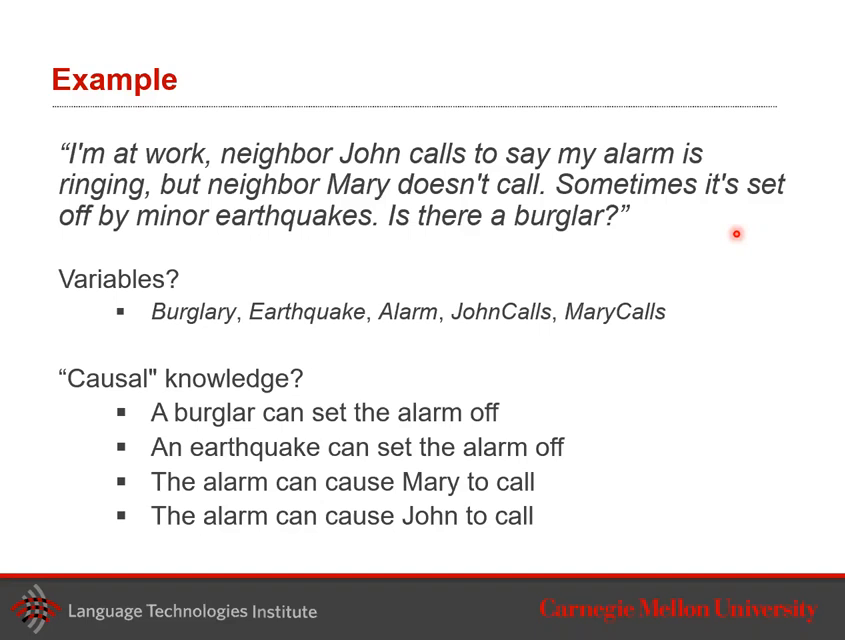 Example
“I'm at work, neighbor John calls to say my alarm is
ringing, but neighbor Mary doesn't call. Sometimes it's set
off by minor earthquakes. Is there a burglar?”
Variables?
▪ Burglary, Earthquake, Alarm, JohnCalls, MaryCalls
“Causal" knowledge?
▪ A burglar can set the alarm off
▪ An earthquake can set the alarm off
▪ The alarm can cause Mary to call
▪ The alarm can cause John to call
Language Technologies Institute
Carnegie Mellon University